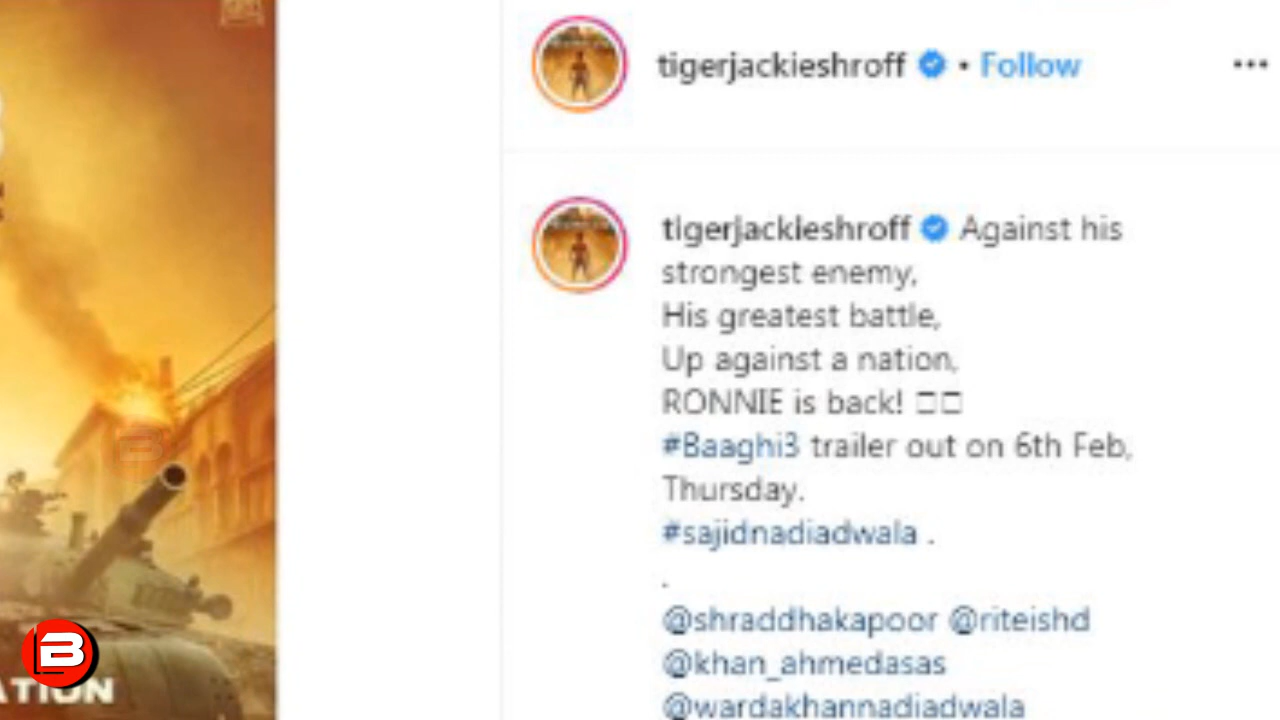 tigerjackieshroff • Follow •••
tigerjackieshroff Against his
strongest enemy,
His greatest battle,
Up against a nation,
RONNIE is back! □□
#Baaghi3 trailer out on 6th Feb,
Thursday.
#sajidnadiadwala .
.
@shraddhakapoor @riteishd
@khan_ahmedasas
@wardakhannadiadwala
B
ATION